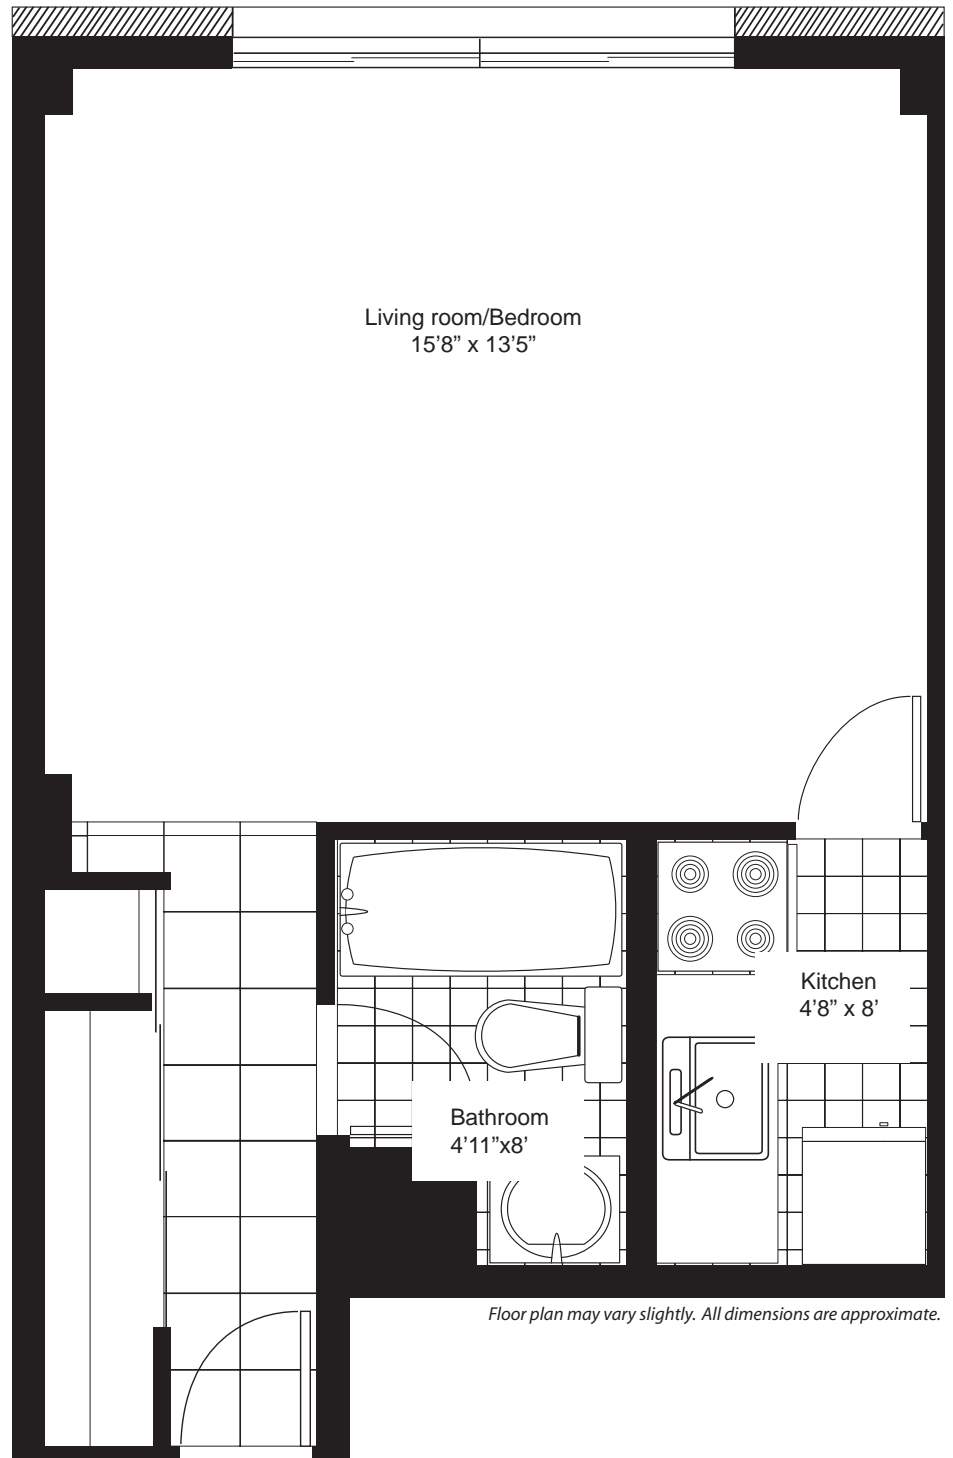 Living room/Bedroom
15’8” x 13’5”
Kitchen
4’8” x 8’
Bathroom
4’11”x8’
Floor plan may vary slightly. All dimensions are approximate.